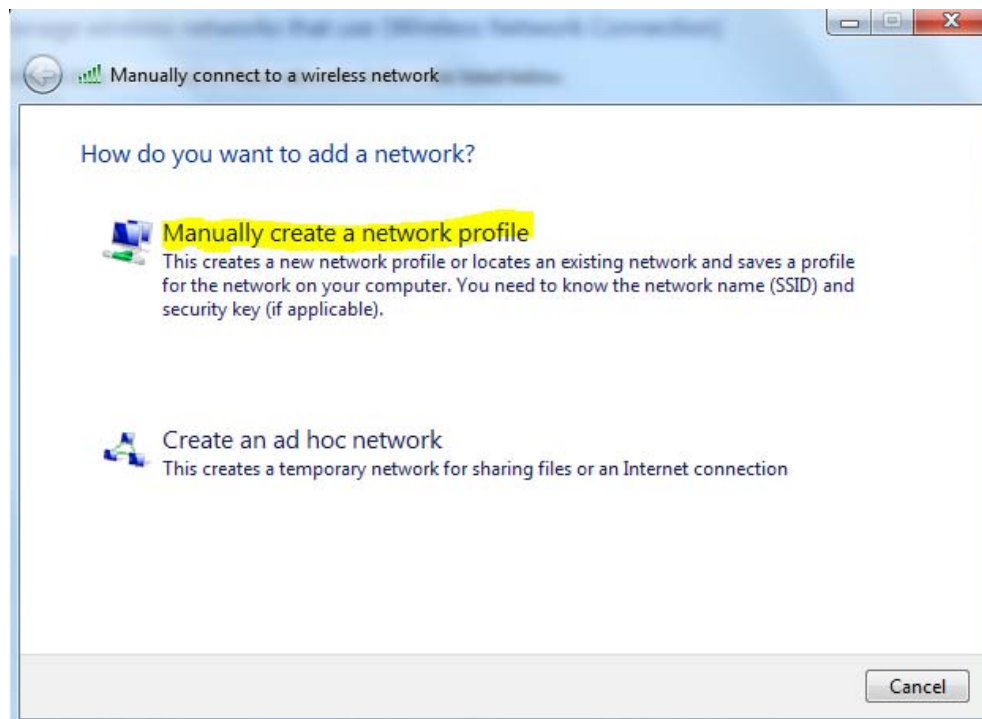 Manually connect to a wireless network
How do you want to add a network?
Manually create a network profile
This creates a new network profile or locates an existing network and saves a profile
for the network on your computer. You need to know the network name (SSID) and
security key (if applicable).
Create an ad hoc network
This creates a temporary network for sharing files or an Internet connection
Cancel